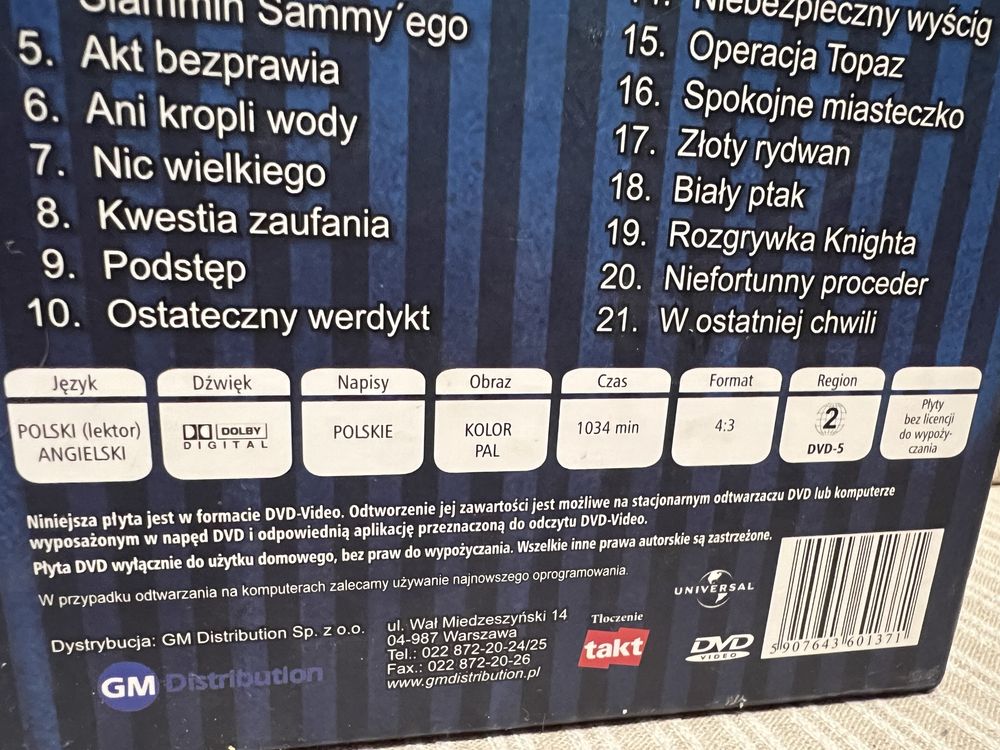 Slammin Sammy´ego
5. Akt bezprawia
6. Ani kropli wody
7. Nic wielkiego
8. Kwestia zaufania
9. Podstęp
10. Ostateczny werdykt
14. Niebezpieczny wyścig
15. Operacja Topaz
16. Spokojne miasteczko
17. Złoty rydwan
18. Biały ptak
19. Rozgrywka Knighta
20. Niefortunny proceder
21. W ostatniej chwili
Język
POLSKI (lektor)
ANGIELSKI
Dźwięk
DOLBY
DIGITAL
Napisy
POLSKIE
Obraz
KOLOR
PAL
Czas
1034 min
Format
4:3
Region
2
DVD-5
Płyty
bez licencji
do wypoży-
czania
Niniejsza płyta jest w formacie DVD-Video. Odtworzenie jej zawartości jest możliwe na stacjonarnym odtwarzaczu DVD lub komputerze
wyposażonym w napęd DVD i odpowiednią aplikację przeznaczoną do odczytu DVD-Video.
Płyta DVD wyłącznie do użytku domowego, bez praw do wypożyczania. Wszelkie inne prawa autorskie są zastrzeżone.
W przypadku odtwarzania na komputerach zalecamy używanie najnowszego oprogramowania.
Dystrybucja: GM Distribution Sp. z o.o.
GM Distribution
ul. Wał Miedzeszyński 14
04-987 Warszawa
Tel.: 022 872-20-24/25
Fax.: 022 872-20-26
www.gmdistribution.pl
Tłoczenie
takt
UNIVERSAL
DVD
VIDEO
5907643601371